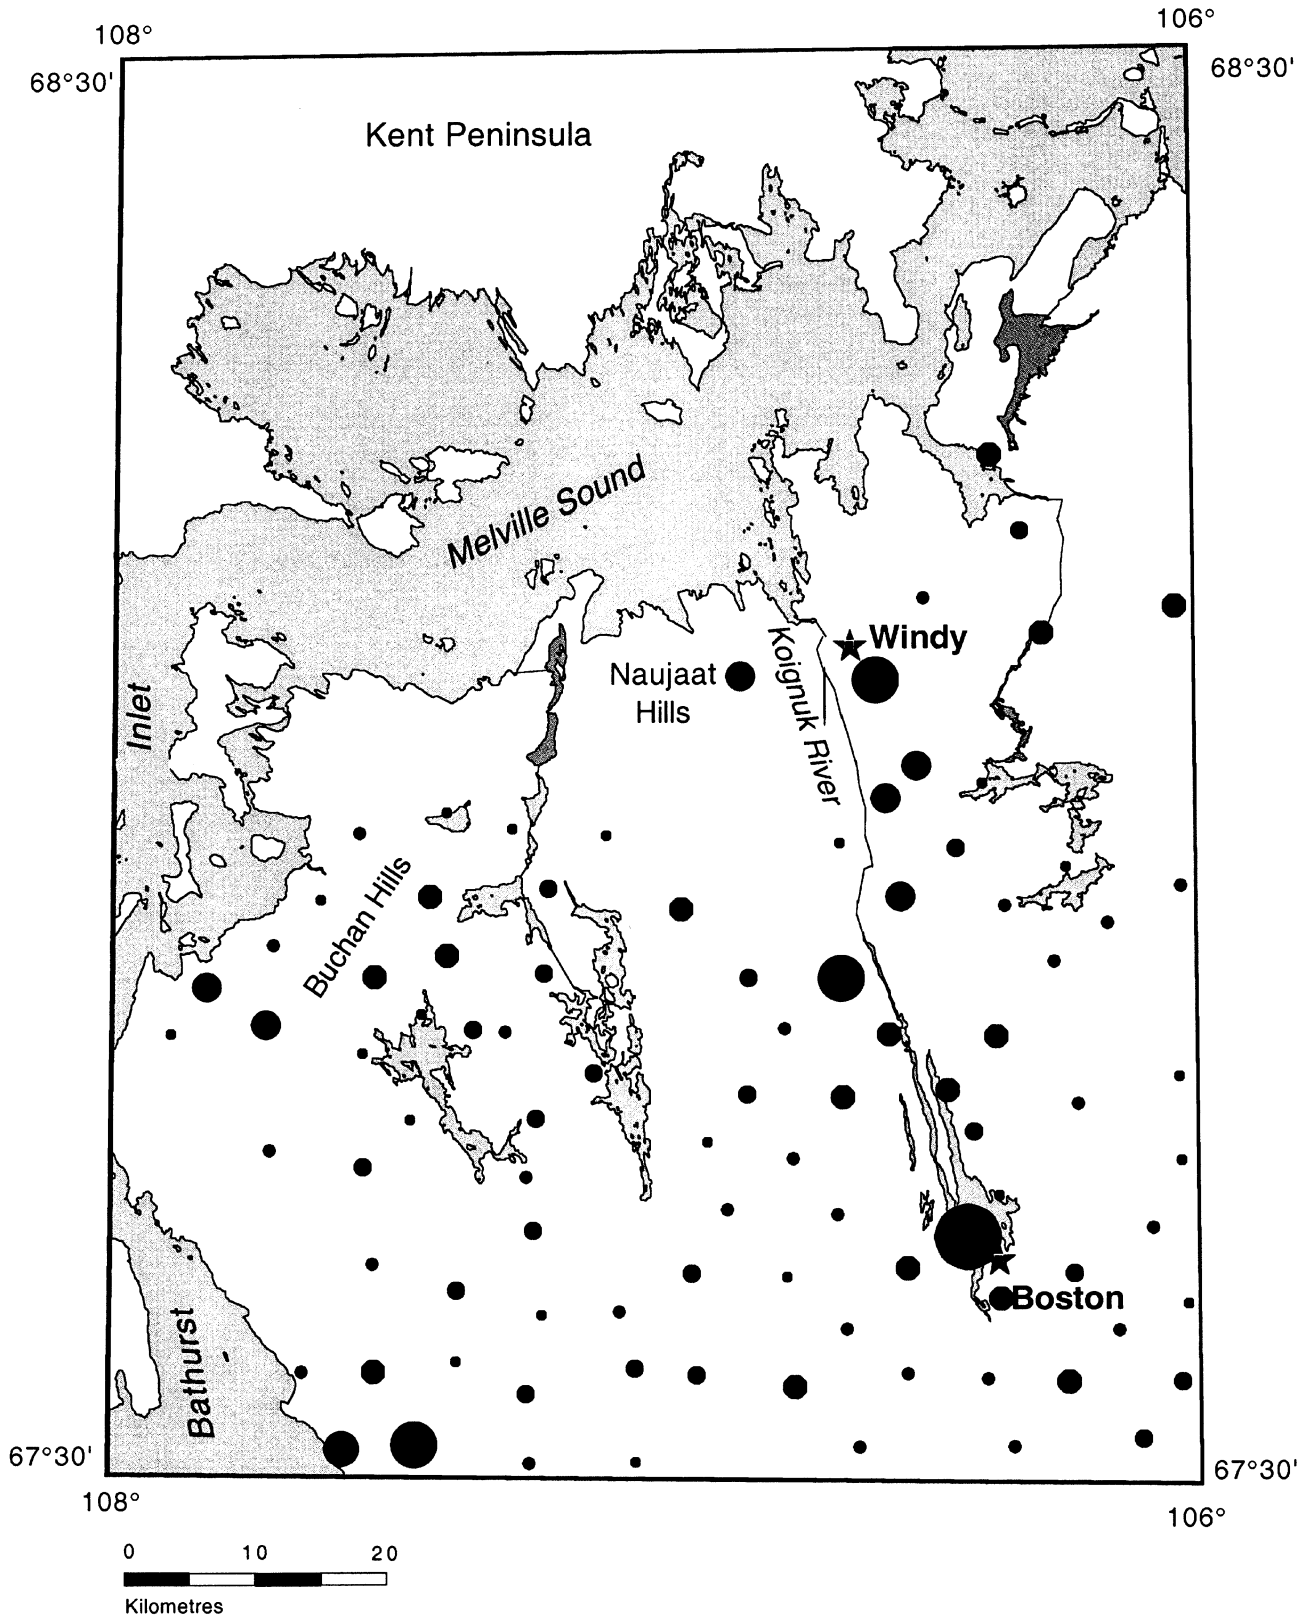 108°
106°
68°30'
68°30'
Kent Peninsula
Melville Sound
Windy
Naujaat
Hills
Koignuk River
Inlet
Buchan Hills
Boston
Bathurst
67°30'
67°30'
108°
106°
0 10 20
Kilometres